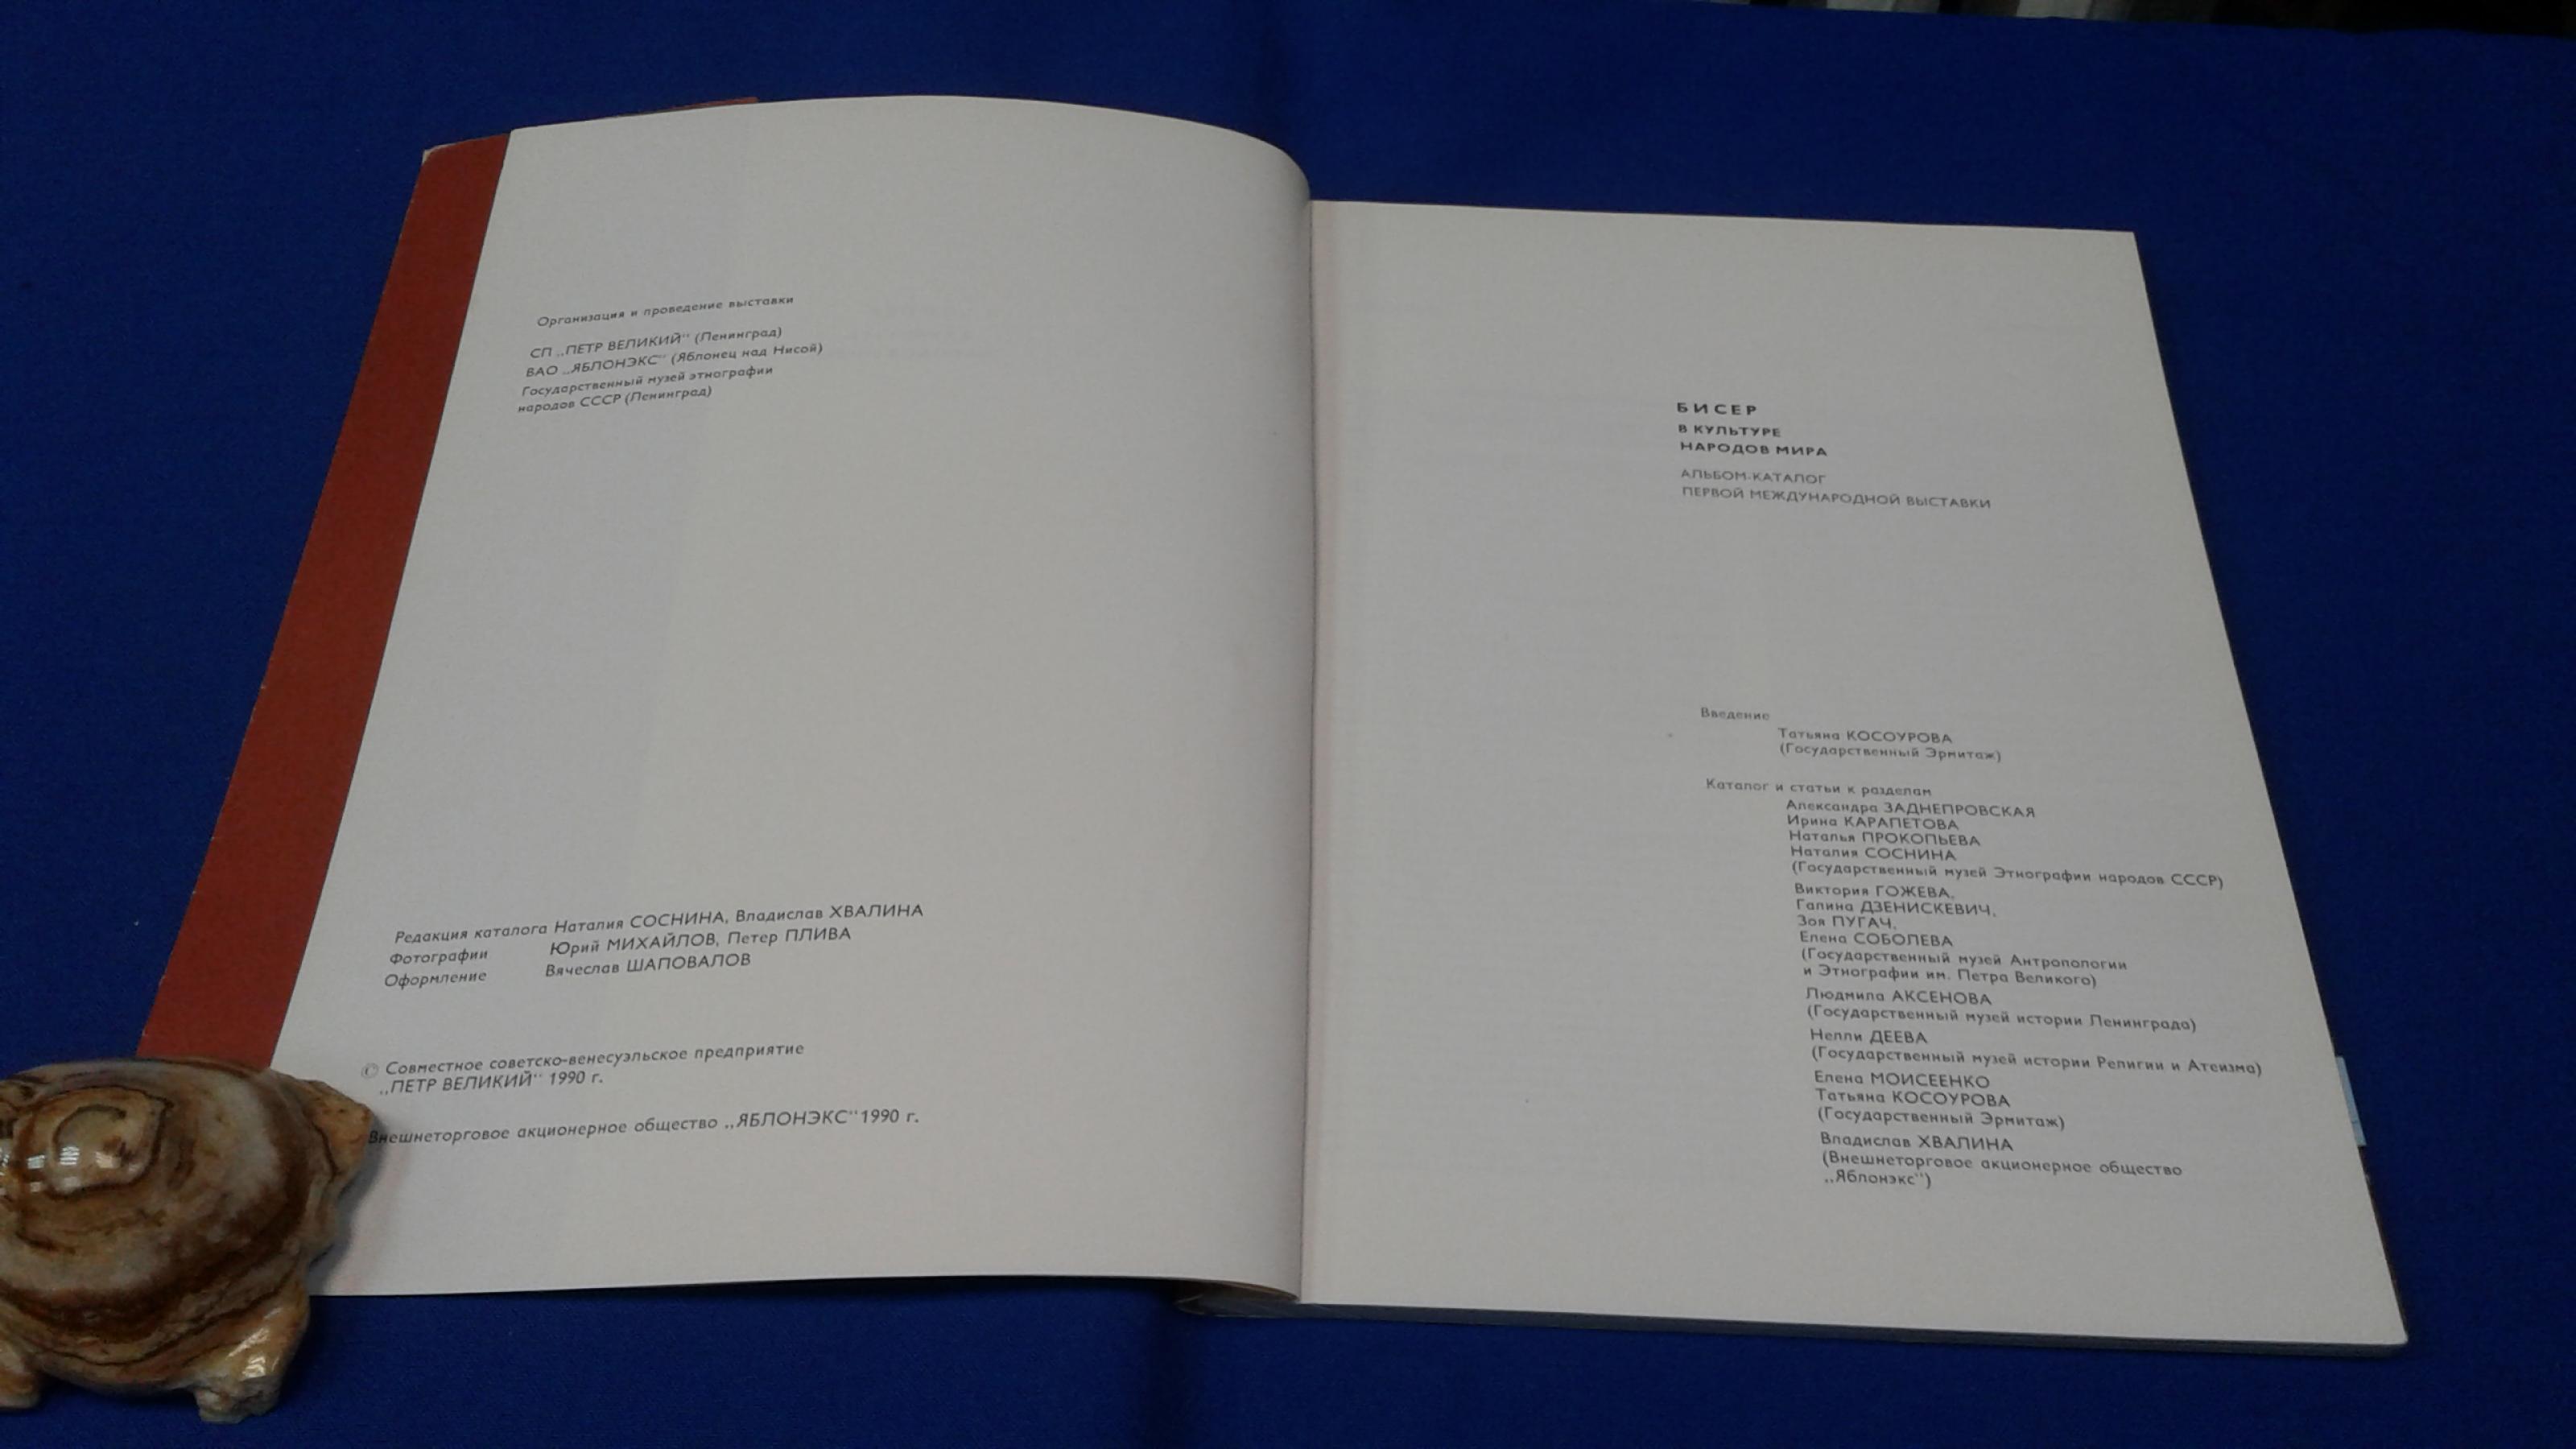 Организация и проведение выставки
СП „ПЕТР ВЕЛИКИЙ“ (Ленинград)
ВАО „ЯБЛОНЭКС“ (Яблонец над Нисой)
Государственный музей этнографии
народов СССР (Ленинград)
Редакция каталога Наталия СОСНИНА, Владислав ХВАЛИНА
Фотографии Юрий МИХАЙЛОВ, Петер ПЛИВА
Оформление Вячеслав ШАПОВАЛОВ
© Совместное советско-венесуэльское предприятие
„ПЕТР ВЕЛИКИЙ“ 1990 г.
Внешнеторговое акционерное общество „ЯБЛОНЭКС“ 1990 г.
БИСЕР
В КУЛЬТУРЕ
НАРОДОВ МИРА
АЛЬБОМ-КАТАЛОГ
ПЕРВОЙ МЕЖДУНАРОДНОЙ ВЫСТАВКИ
Введение
Татьяна КОСОУРОВА
(Государственный Эрмитаж)
Каталог и статьи к разделам
Александра ЗАДНЕПРОВСКАЯ
Ирина КАРАПЕТОВА
Наталья ПРОКОПЬЕВА
Наталия СОСНИНА
(Государственный музей Этнографии народов СССР)
Виктория ГОЖЕВА,
Галина ДЗЕНИСКЕВИЧ,
Зоя ПУГАЧ,
Елена СОБОЛЕВА
(Государственный музей Антропологии
и Этнографии им. Петра Великого)
Людмила АКСЕНОВА
(Государственный музей истории Ленинграда)
Нелли ДЕЕВА
(Государственный музей истории Религии и Атеизма)
Елена МОИСЕЕНКО
Татьяна КОСОУРОВА
(Государственный Эрмитаж)
Владислав ХВАЛИНА
(Внешнеторговое акционерное общество
„Яблонэкс“)